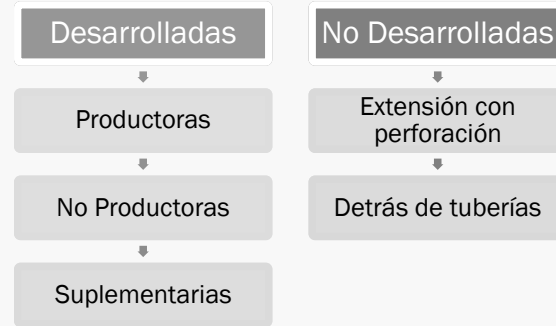 Desarrolladas
Productoras
No Productoras
Suplementarias
No Desarrolladas
Extensión con
perforación
Detrás de tuberías